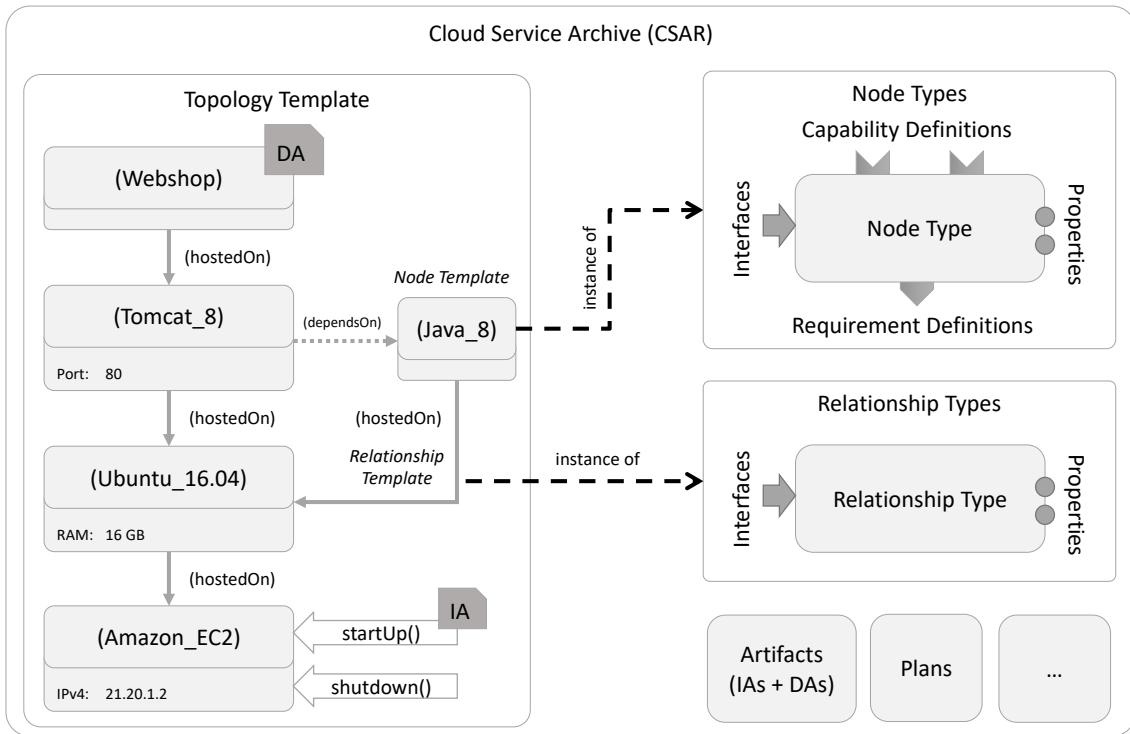 Cloud Service Archive (CSAR)
Topology Template
DA
(Webshop)
(hostedOn)
Node Template
(Tomcat_8)
(dependsOn)
(Java_8)
Port: 80
(hostedOn)
(hostedOn)
Relationship
Template
(Ubuntu_16.04)
RAM: 16 GB
(hostedOn)
IA
(Amazon_EC2)
startUp()
IPv4: 21.20.1.2
shutdown()
instance of
instance of
Node Types
Capability Definitions
Interfaces
Node Type
Properties
Requirement Definitions
Relationship Types
Interfaces
Relationship Type
Properties
Artifacts
(IAs + DAs)
Plans
...